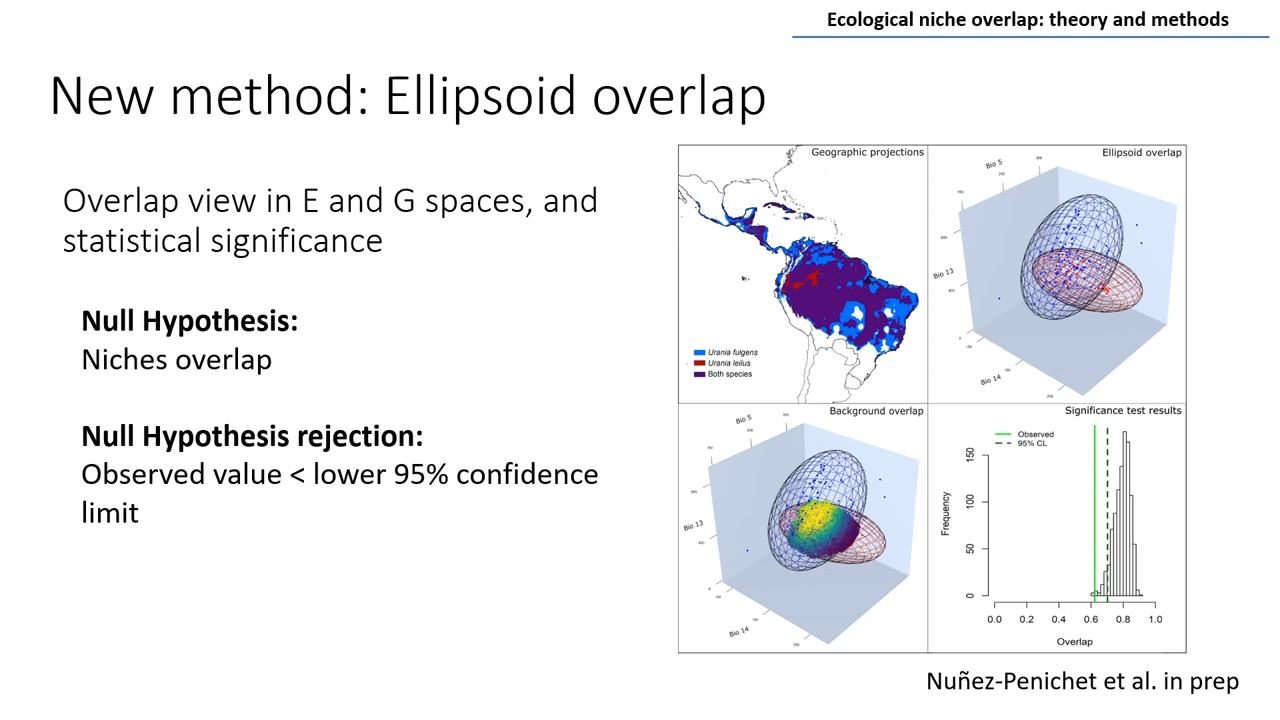 Ecological niche overlap: theory and methods
New method: Ellipsoid overlap
Overlap view in E and G spaces, and
statistical significance
Null Hypothesis:
Niches overlap
Null Hypothesis rejection:
Observed value < lower 95% confidence
limit
Geographic projections
Urania fulgens
Urania leilus
Both species
Ellipsoid overlap
Bio 5
Bio 13
Bio 14
Background overlap
Bio 5
Bio 13
Bio 14
Significance test results
Observed
95% CL
Frequency
150
100
50
0
0.0 0.2 0.4 0.6 0.8 1.0
Overlap
Nuñez-Penichet et al. in prep